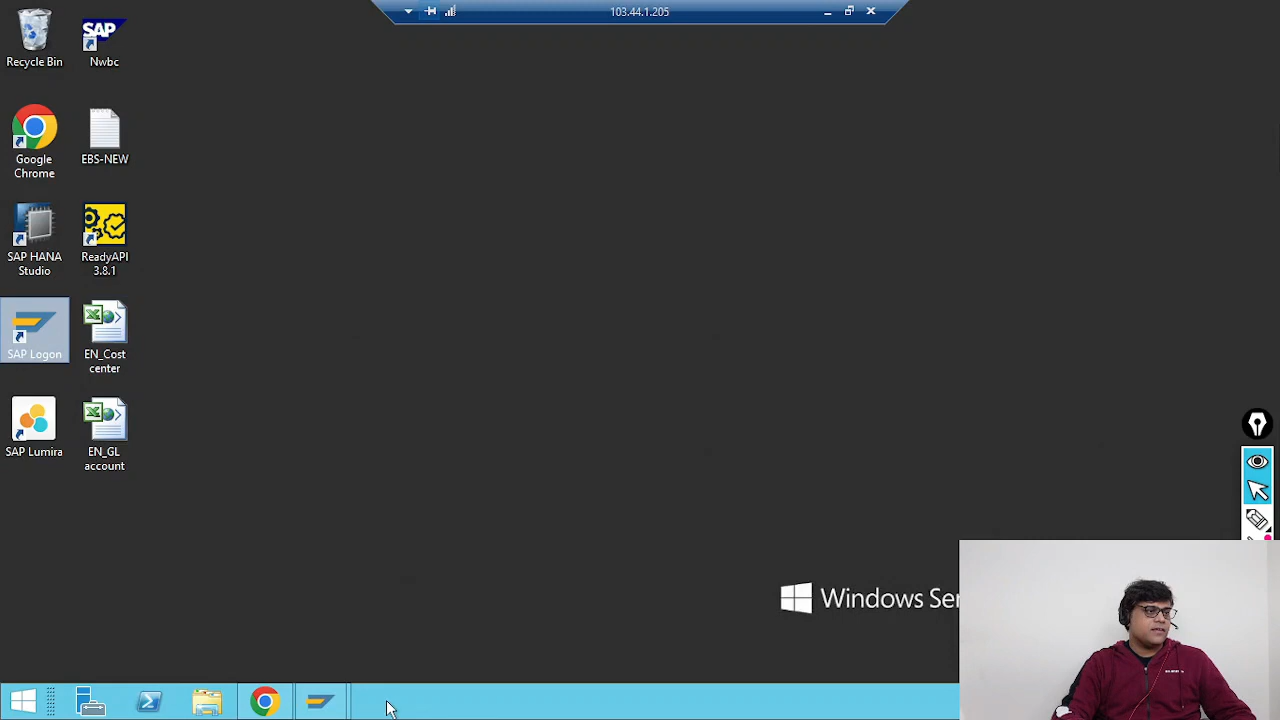 103.44.1.205
Recycle Bin
SAP
Nwbc
Google
Chrome
EBS-NEW
SAP HANA
Studio
ReadyAPI
3.8.1
SAP Logon
EN_Cost
center
SAP Lumira
EN_GL
account
Windows Ser